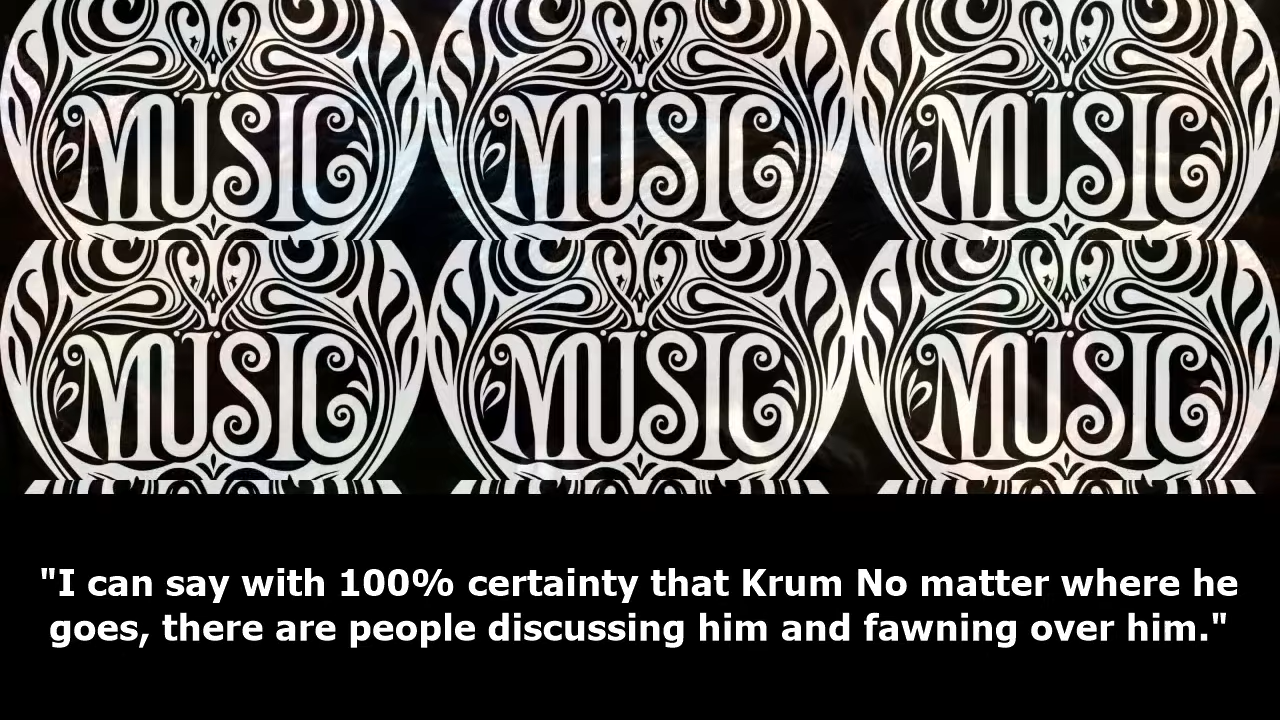 MUSIC MUSIC MUSIC
MUSIC MUSIC MUSIC
"I can say with 100% certainty that Krum No matter where he
goes, there are people discussing him and fawning over him."